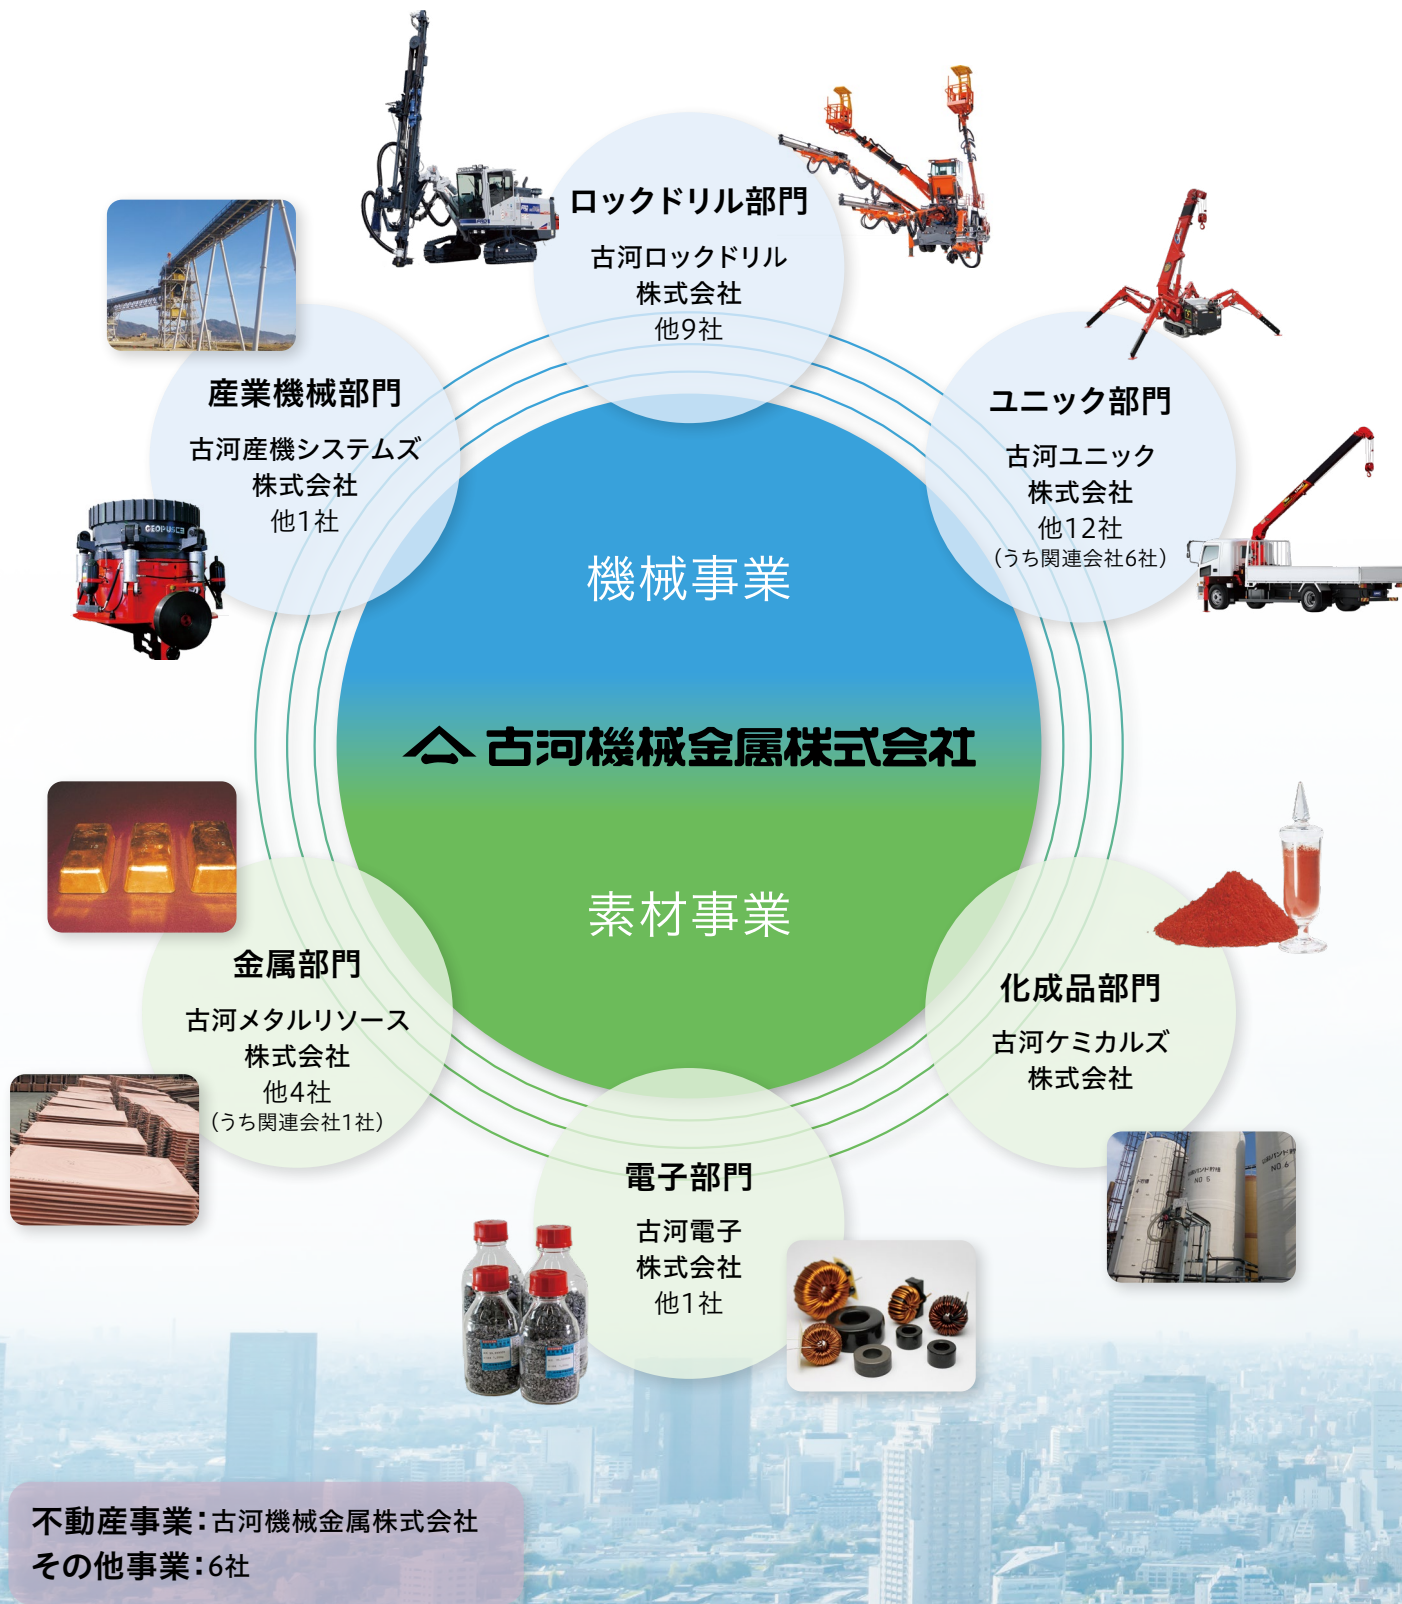 ロックドリル部門
古河ロックドリル
株式会社
他9社
産業機械部門
古河産機システムズ
株式会社
他1社
GEOPUS
ユニック部門
古河ユニック
株式会社
他12社
(うち関連会社6社)
機械事業
古河機械金属株式会社
素材事業
金属部門
古河メタルリソース
株式会社
他4社
(うち関連会社1社)
化成品部門
古河ケミカルズ
株式会社
NO 5
NO 6
電子部門
古河電子
株式会社
他1社
不動産事業：古河機械金属株式会社
その他事業：6社